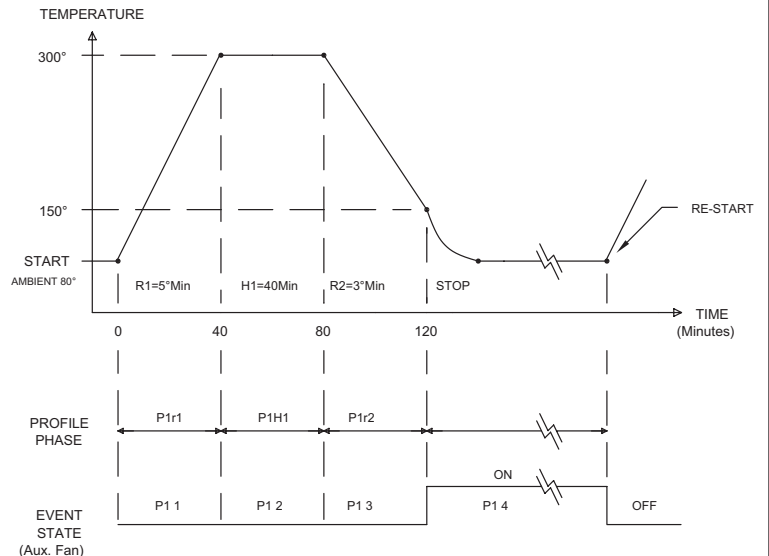 TEMPERATURE
300°
150°
RE-START
START
AMBIENT 80°
R1=5°Min
H1=40Min
R2=3°Min
STOP
TIME
(Minutes)
0
40
80
120
PROFILE
PHASE
P1r1
P1H1
P1r2
ON
EVENT
STATE
(Aux. Fan)
P1 1
P1 2
P1 3
P1 4
OFF